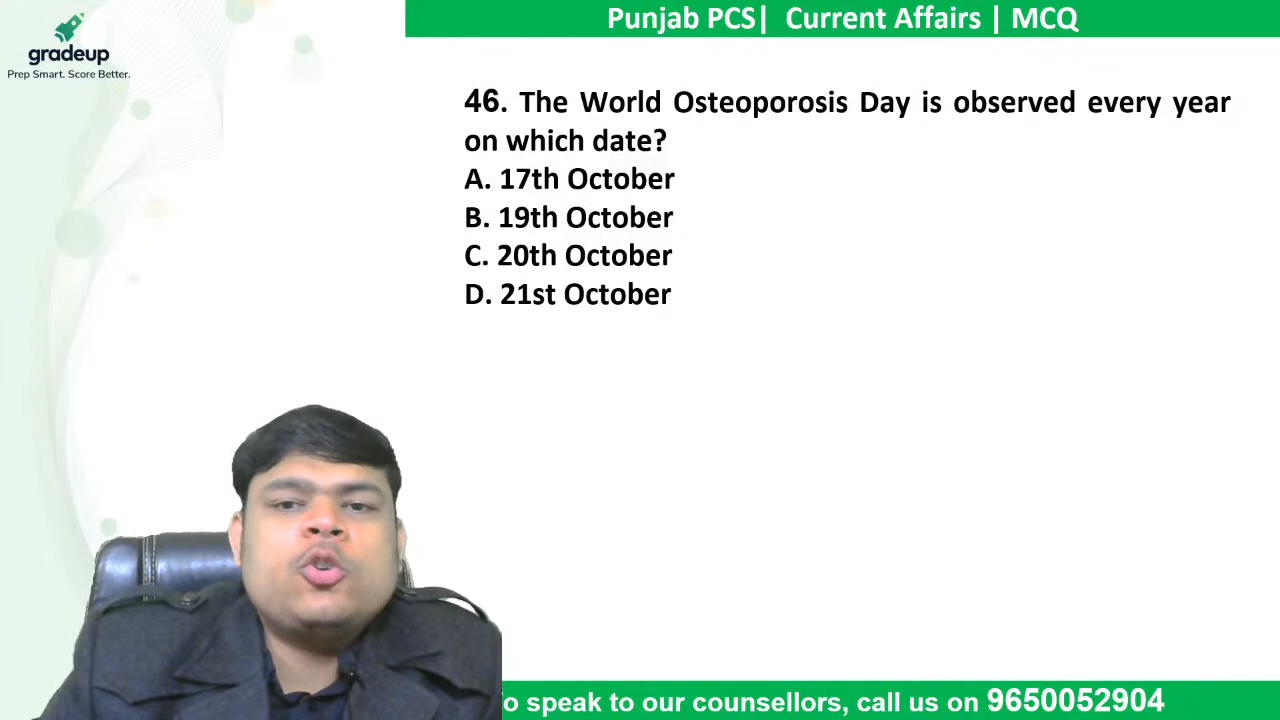 Punjab PCS| Current Affairs | MCQ
gradeup
Prep Smart. Score Better.
46. The World Osteoporosis Day is observed every year
on which date?
A. 17th October
B. 19th October
C. 20th October
D. 21st October
o speak to our counsellors, call us on 9650052904